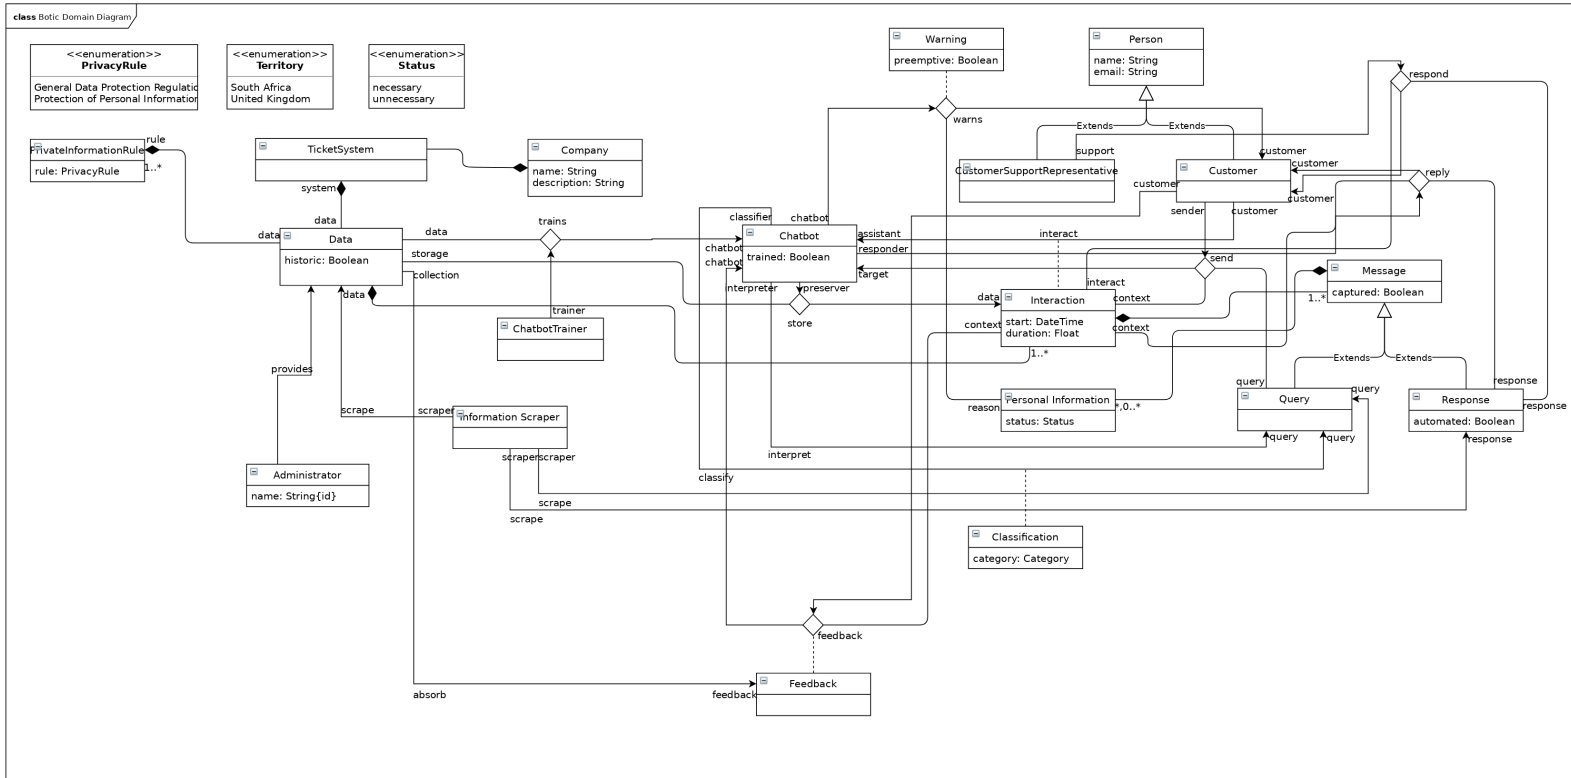 class Botic Domain Diagram
<<enumeration>>
PrivacyRule
General Data Protection Regulatic
Protection of Personal Information
<<enumeration>>
Territory
South Africa
United Kingdom
<<enumeration>>
Status
necessary
unnecessary
Warning
preemptive: Boolean
Person
name: String
email: String
respond
warns
Extends
Extends
rule
PrivateInformationRule
1..*
rule: PrivacyRule
TicketSystem
system
Company
name: String
description: String
support
CustomerSupportRepresentative
customer
customer
Customer
customer
customer
reply
sender
customer
data
data
Data
historic: Boolean
data
storage
collection
data
trains
trainer
ChatbotTrainer
classifier
chatbot
Chatbot
trained: Boolean
chatbot
chatbot
assistant
responder
target
interpreter
preserver
store
interact
send
interact
data
Interaction
start: DateTime
duration: Float
context
context
context
1..*
Message
captured: Boolean
1..*
Extends
Extends
provides
scrape
scraper
Information Scraper
scraper
scraper
Administrator
name: String{id}
reason
Personal Information
status: Status
*,0..*
query
query
Query
query
query
response
Response
automated: Boolean
response
response
interpret
classify
scrape
scrape
Classification
category: Category
feedback
absorb
feedback
Feedback